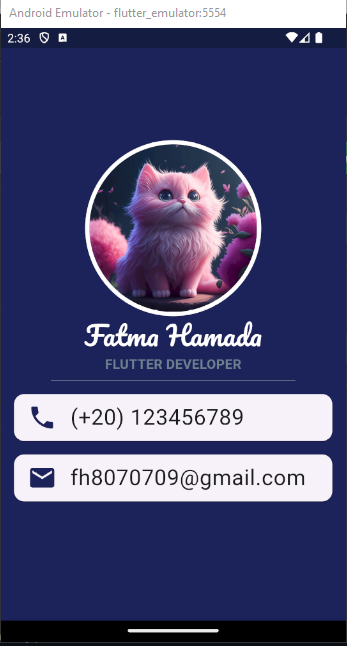 Android Emulator - flutter_emulator:5554
2:36
Fatma Hamada
FLUTTER DEVELOPER
(+20) 123456789
fh8070709@gmail.com